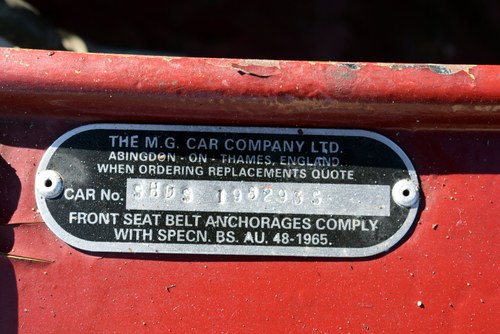 THE M.G. CAR COMPANY LTD.
ABINGDON - ON - THAMES, ENGLAND.
WHEN ORDERING REPLACEMENTS QUOTE
CAR No.
FRONT SEAT BELT ANCHORAGES COMPLY
WITH SPECN. BS. AU. 48-1965.